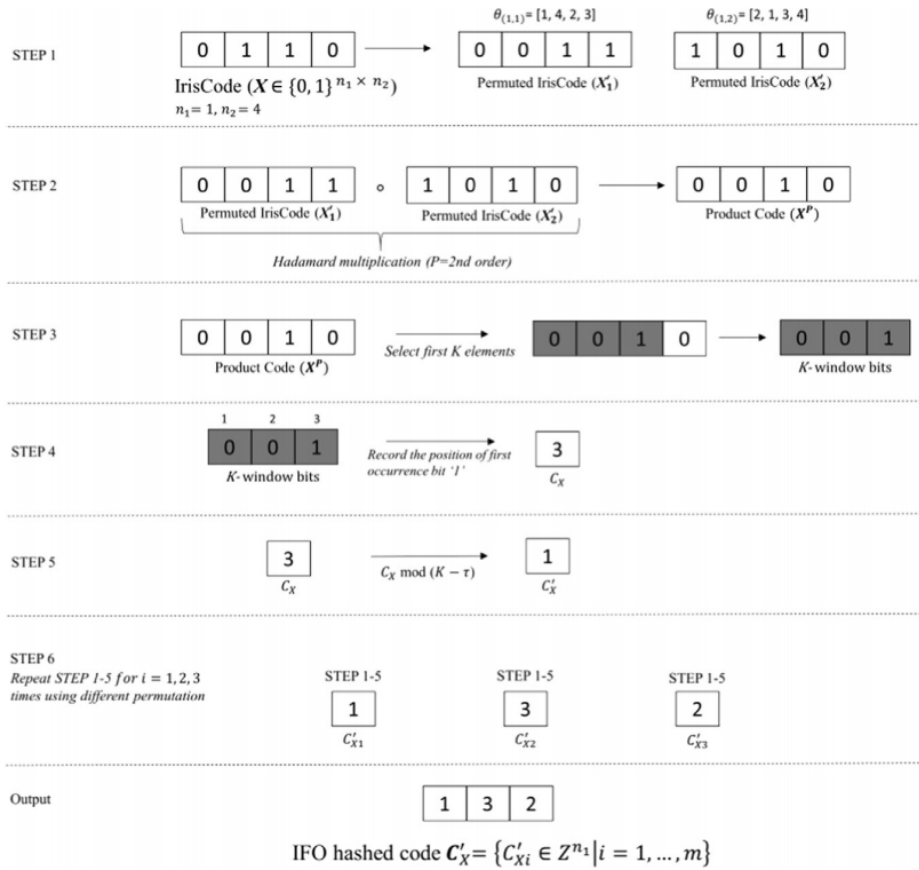 θ(1,1)= [1, 4, 2, 3]
θ(1,2)= [2, 1, 3, 4]
STEP 1
0 1 1 0
0 0 1 1
1 0 1 0
IrisCode (X ∈ {0, 1}^n₁ × n₂)
n₁= 1, n₂= 4
Permuted IrisCode (X′₁)
Permuted IrisCode (X′₂)
STEP 2
0 0 1 1 ∘ 1 0 1 0
0 0 1 0
Permuted IrisCode (X′₁)
Permuted IrisCode (X′₂)
Product Code (X^P)
Hadamard multiplication (P=2nd order)
STEP 3
0 0 1 0
Select first K elements
0 0 1 0
0 0 1
Product Code (X^P)
K-window bits
STEP 4
1 2 3
0 0 1
K- window bits
Record the position of first
occurrence bit ‘1’
3
C_X
STEP 5
3
C_X
C_X mod (K − τ)
1
C′_X
STEP 6
Repeat STEP 1-5 for i = 1, 2, 3
times using different permutation
STEP 1-5
STEP 1-5
STEP 1-5
1
3
2
C′_X1
C′_X2
C′_X3
Output
1 3 2
IFO hashed code C′_X= {C′_Xi ∈ Z^n₁|i = 1, … , m}